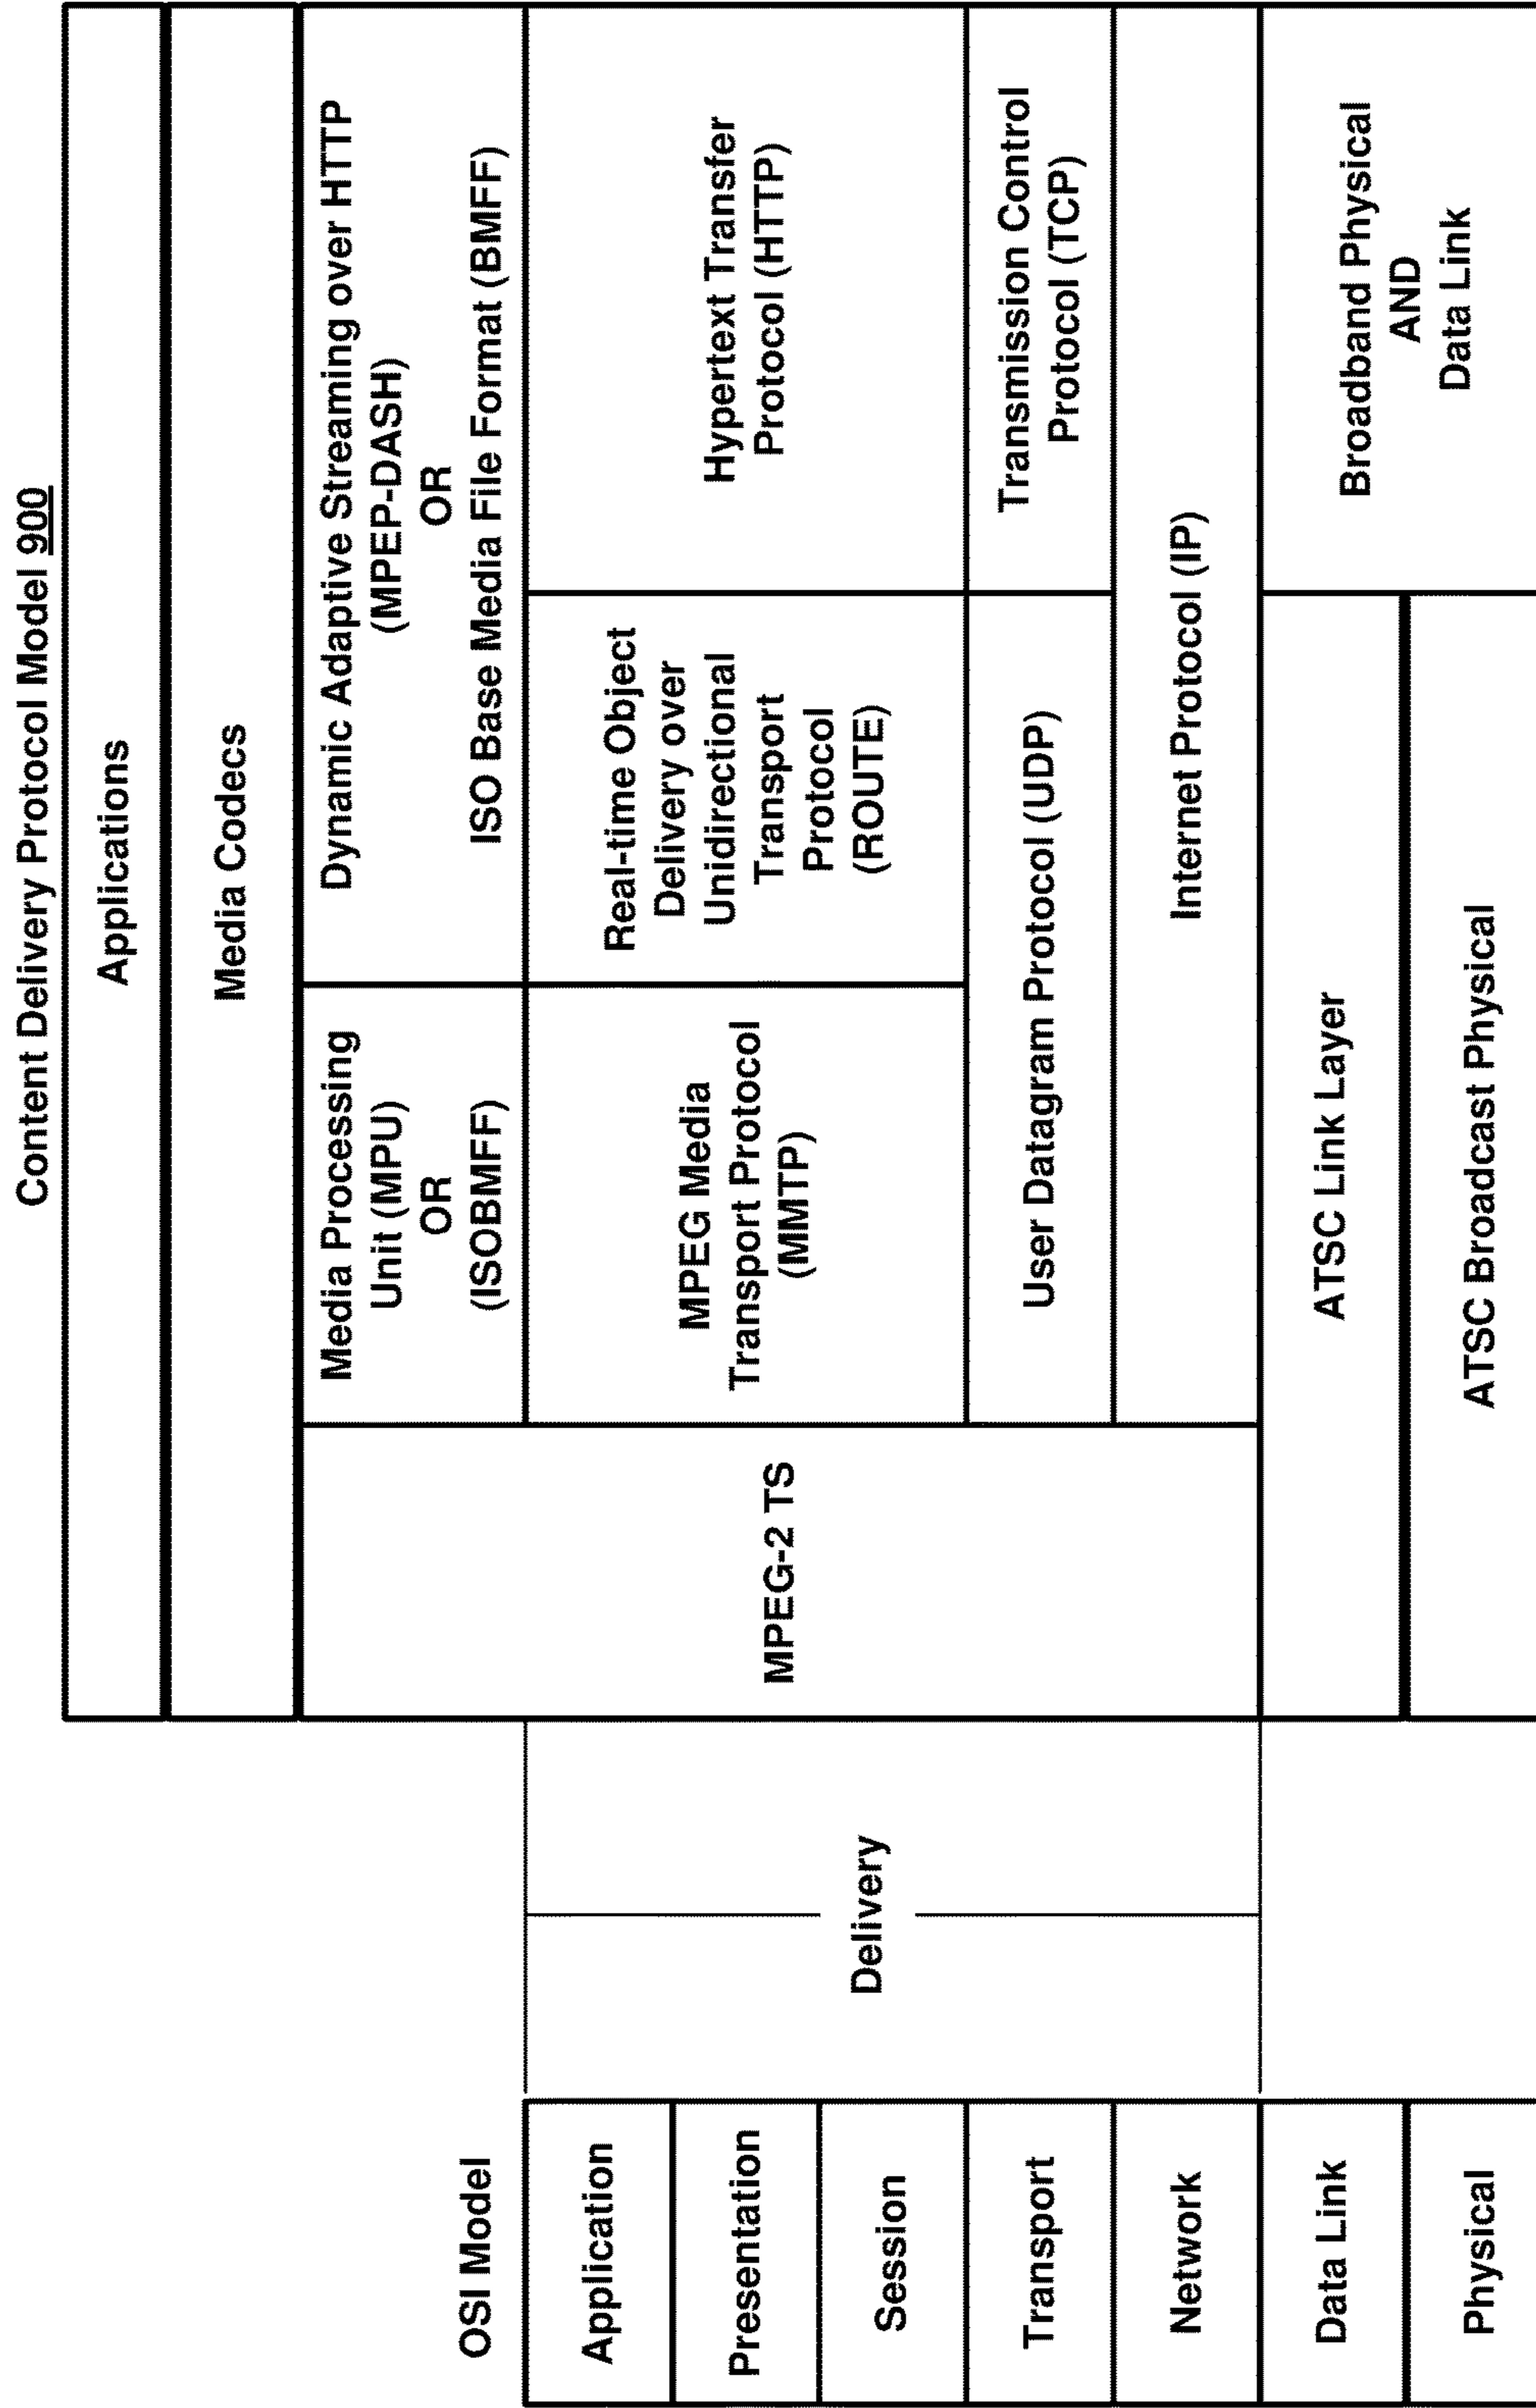 Content Delivery Protocol Model 900
Applications
Media Codecs
OSI Model
MPEG-2 TS
Media Processing
Unit (MPU)
OR
(ISOBMFF)
Dynamic Adaptive Streaming over HTTP
(MPEP-DASH)
OR
ISO Base Media File Format (BMFF)
Application
Presentation
Session
Transport
Network
Data Link
Physical
Delivery
MPEG Media
Transport Protocol
(MMTP)
Real-time Object
Delivery over
Unidirectional
Transport
Protocol
(ROUTE)
Hypertext Transfer
Protocol (HTTP)
User Datagram Protocol (UDP)
Transmission Control
Protocol (TCP)
Internet Protocol (IP)
ATSC Link Layer
ATSC Broadcast Physical
Broadband Physical
AND
Data Link